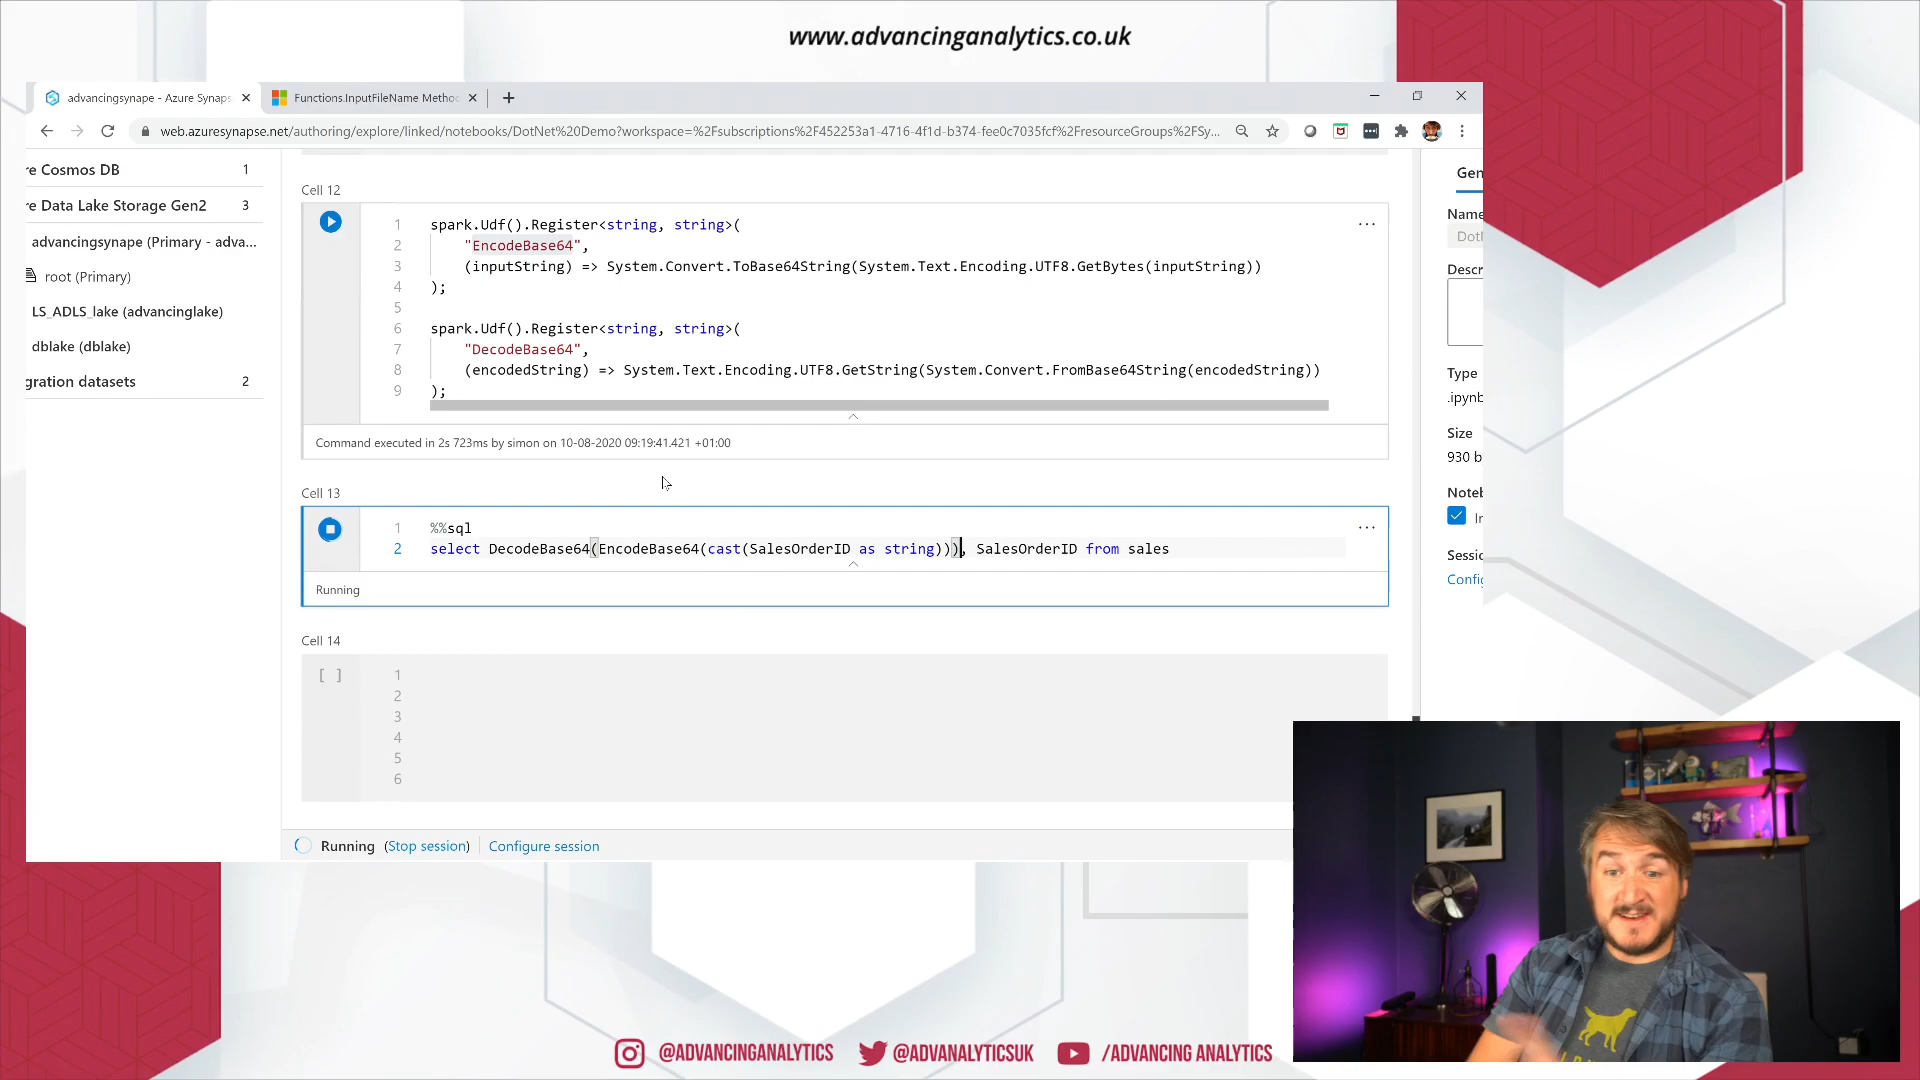 www.advancinganalytics.co.uk
advancingsynape - Azure Synaps
Functions.InputFileName Metho
web.azuresynapse.net/authoring/explore/linked/notebooks/DotNet%20Demo?workspace=%2Fsubscriptions%2F452253a1-4716-4f1d-b374-fee0c7035fcf%2FresourceGroups%2FSy...
re Cosmos DB 1
re Data Lake Storage Gen2 3
advancingsynape (Primary - adva...
root (Primary)
LS_ADLS_lake (advancinglake)
dblake (dblake)
gration datasets 2
Cell 12
1 spark.Udf().Register<string, string>(
2 "EncodeBase64",
3 (inputString) => System.Convert.ToBase64String(System.Text.Encoding.UTF8.GetBytes(inputString))
4 );
5
6 spark.Udf().Register<string, string>(
7 "DecodeBase64",
8 (encodedString) => System.Text.Encoding.UTF8.GetString(System.Convert.FromBase64String(encodedString))
9 );
Command executed in 2s 723ms by simon on 10-08-2020 09:19:41.421 +01:00
Cell 13
1 %%sql
2 select DecodeBase64(EncodeBase64(cast(SalesOrderID as string))), SalesOrderID from sales
Running
Cell 14
[ ] 1
2
3
4
5
6
Running (Stop session) Configure session
Gen
Name
Dot
Descr
Type
.ipynb
Size
930 b
Noteb
In
Sessio
Config
@ADVANCINGANALYTICS @ADVANALYTICSUK /ADVANCING ANALYTICS